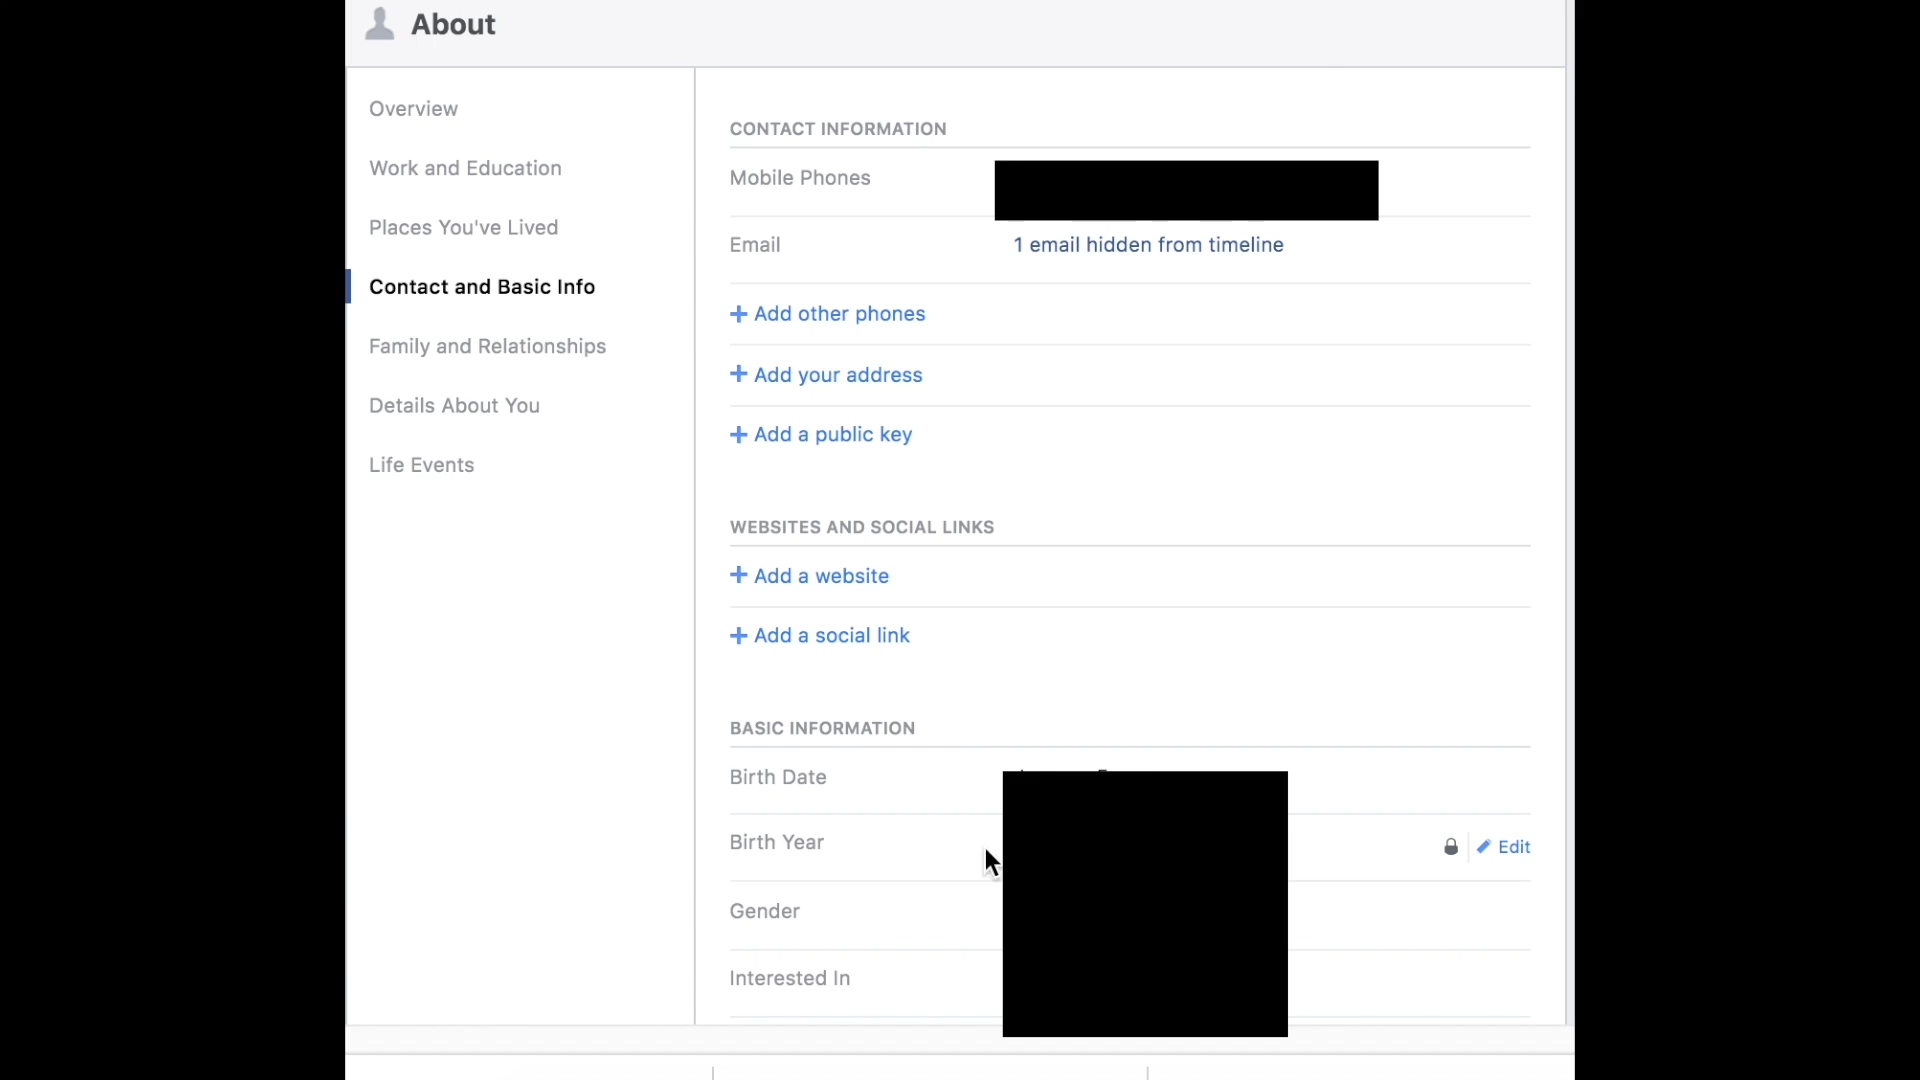 About
Overview
Work and Education
Places You've Lived
Contact and Basic Info
Family and Relationships
Details About You
Life Events
CONTACT INFORMATION
Mobile Phones
Email 1 email hidden from timeline
+ Add other phones
+ Add your address
+ Add a public key
WEBSITES AND SOCIAL LINKS
+ Add a website
+ Add a social link
BASIC INFORMATION
Birth Date
Birth Year Edit
Gender
Interested In